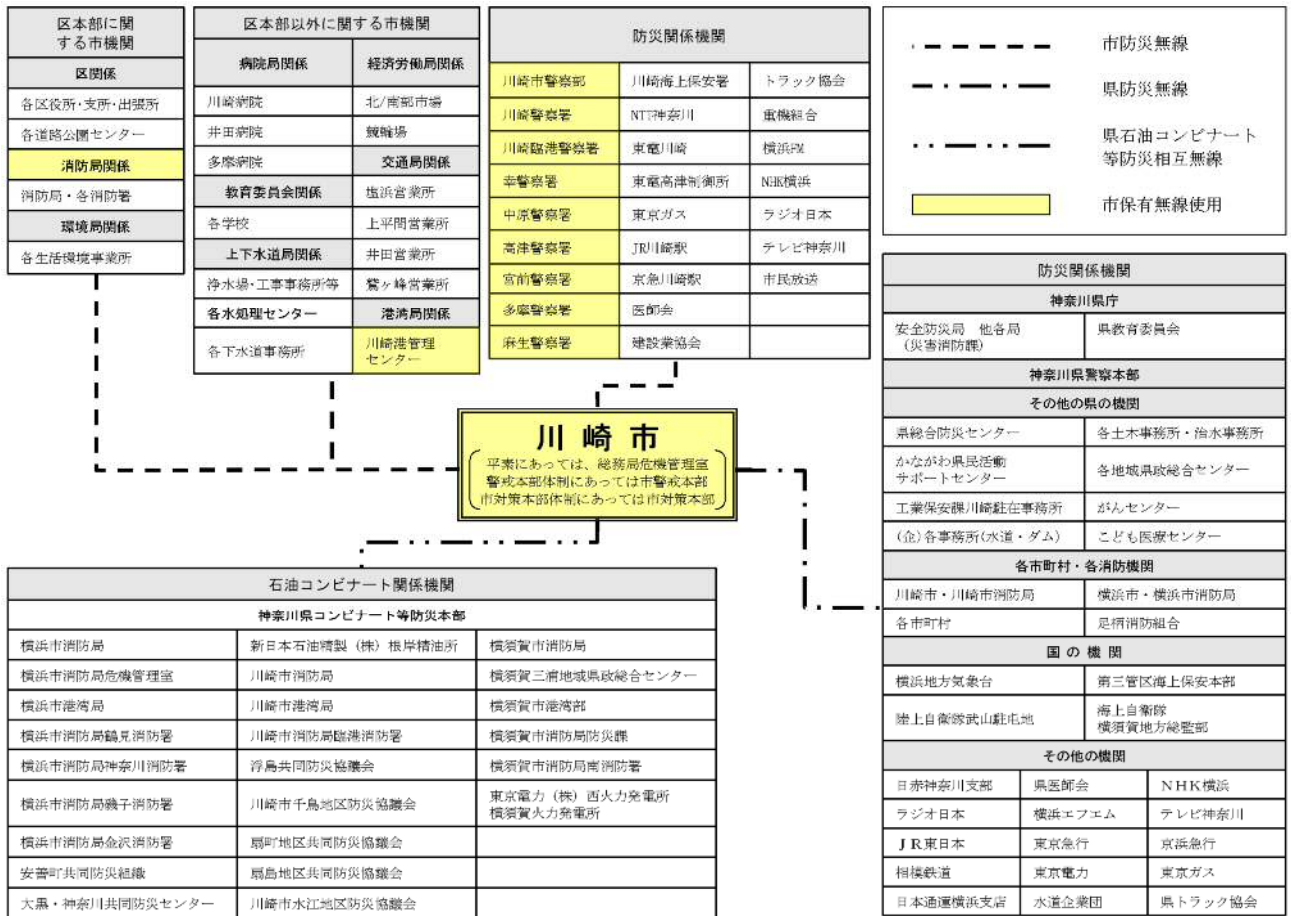 区本部に関
する市機関
区関係
各区役所・支所・出張所
各道路公園センター
消防局関係
消防局・各消防署
環境局関係
各生活環境事業所
区本部以外に関する市機関
病院局関係
経済労働局関係
川崎病院
北/南部市場
井田病院
競輪場
多摩病院
交通局関係
教育委員会関係
塩浜営業所
各学校
上平間営業所
上下水道局関係
井田営業所
浄水場・工事事務所等
鷲ヶ峰営業所
各水処理センター
港湾局関係
各下水道事務所
川崎港管理
センター
防災関係機関
川崎市警察部
川崎海上保安署
トラック協会
川崎警察署
NTT神奈川
重機組合
川崎臨港警察署
東電川崎
横浜FM
幸警察署
東電高津制御所
NHK横浜
中原警察署
東京ガス
ラジオ日本
高津警察署
JR川崎駅
テレビ神奈川
宮前警察署
京急川崎駅
市民放送
多摩警察署
医師会
麻生警察署
建設業協会
市防災無線
県防災無線
県石油コンビナート
等防災相互無線
市保有無線使用
川崎市
平素にあっては、総務局危機管理室
警戒本部体制にあっては市警戒本部
市対策本部体制にあっては市対策本部
防災関係機関
神奈川県庁
安全防災局 他各局
(災害消防課)
県教育委員会
神奈川県警察本部
その他の県の機関
県総合防災センター
各土木事務所・治水事務所
かながわ県民活動
サポートセンター
各地域県政総合センター
工業保安課川崎駐在事務所
がんセンター
(企)各事務所(水道・ダム)
こども医療センター
各市町村・各消防機関
川崎市・川崎市消防局
横浜市・横浜市消防局
各市町村
足柄消防組合
国の機関
横浜地方気象台
第三管区海上保安本部
陸上自衛隊武山駐屯地
海上自衛隊
横須賀地方総監部
その他の機関
日赤神奈川支部
県医師会
NHK横浜
ラジオ日本
横浜エフエム
テレビ神奈川
JR東日本
東京急行
京浜急行
相模鉄道
東京電力
東京ガス
日本通運横浜支店
水道企業団
県トラック協会
石油コンビナート関係機関
神奈川県コンビナート等防災本部
横浜市消防局
新日本石油精製(株)根岸精油所
横須賀市消防局
横浜市消防局危機管理室
川崎市消防局
横須賀三浦地域県政総合センター
横浜市港湾局
川崎市港湾局
横須賀市港湾部
横浜市消防局鶴見消防署
川崎市消防局臨港消防署
横須賀市消防局防災課
横浜市消防局神奈川消防署
浮島共同防災協議会
横須賀市消防局南消防署
横浜市消防局磯子消防署
川崎市千鳥地区防災協議会
東京電力(株)西火力発電所
横須賀火力発電所
横浜市消防局金沢消防署
扇町地区共同防災協議会
安善町共同防災組織
扇島地区共同防災協議会
大黒・神奈川共同防災センター
川崎市水江地区防災協議会